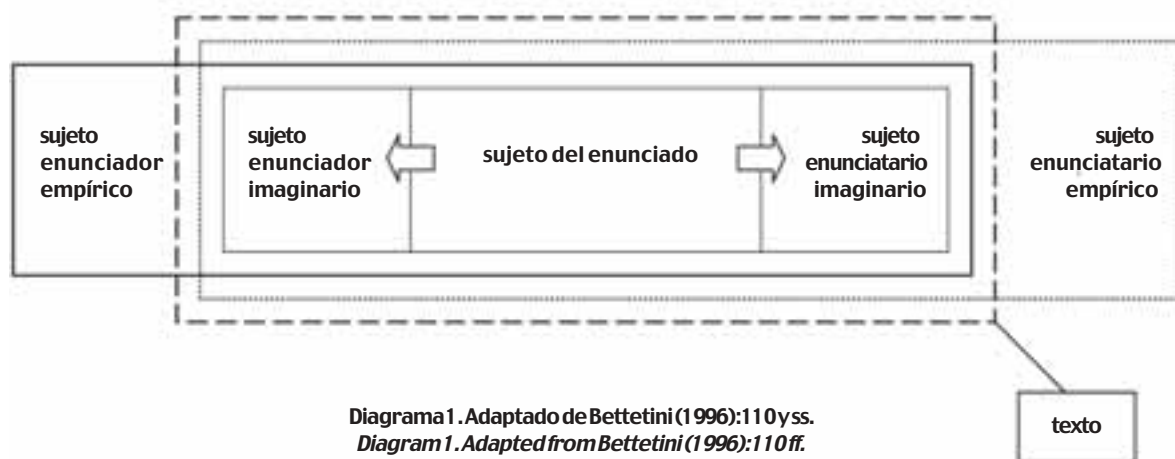 sujeto
enunciador
empírico
sujeto
enunciador
imaginario
sujeto del enunciado
sujeto
enunciatario
imaginario
sujeto
enunciatario
empírico
texto
Diagrama 1. Adaptado de Bettetini (1996): 110 y ss.
Diagram 1. Adapted from Bettetini (1996): 110 ff.